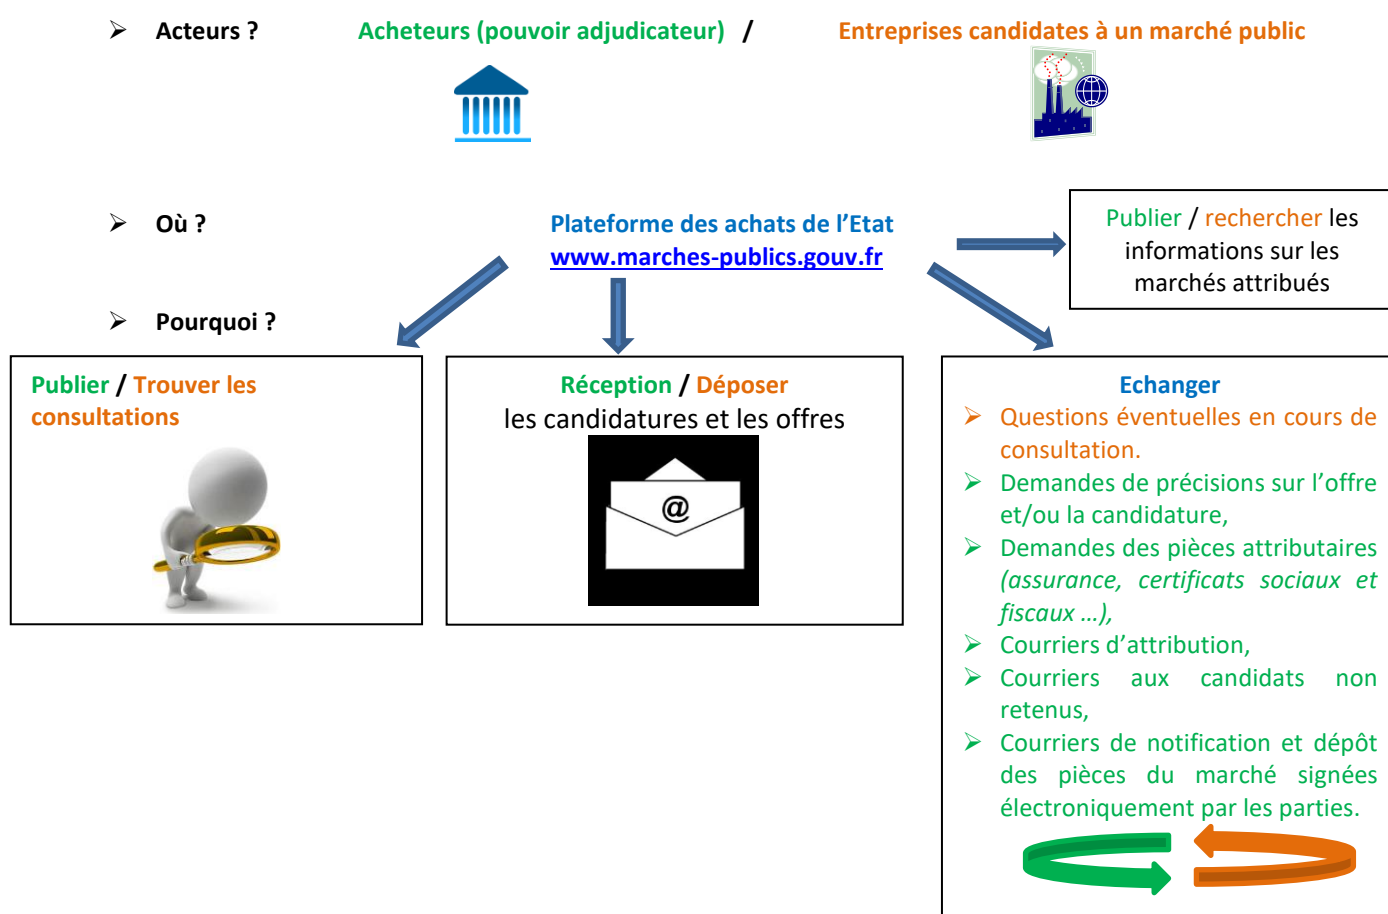 ➢ Acteurs ? Acheteurs (pouvoir adjudicateur) / Entreprises candidates à un marché public
➢ Où ? Plateforme des achats de l’Etat
www.marches-publics.gouv.fr
Publier / rechercher les
informations sur les
marchés attribués
➢ Pourquoi ?
Publier / Trouver les
consultations
Réception / Déposer
les candidatures et les offres
@
Echanger
➢ Questions éventuelles en cours de
consultation.
➢ Demandes de précisions sur l’offre
et/ou la candidature,
➢ Demandes des pièces attributaires
(assurance, certificats sociaux et
fiscaux …),
➢ Courriers d’attribution,
➢ Courriers aux candidats non
retenus,
➢ Courriers de notification et dépôt
des pièces du marché signées
électroniquement par les parties.